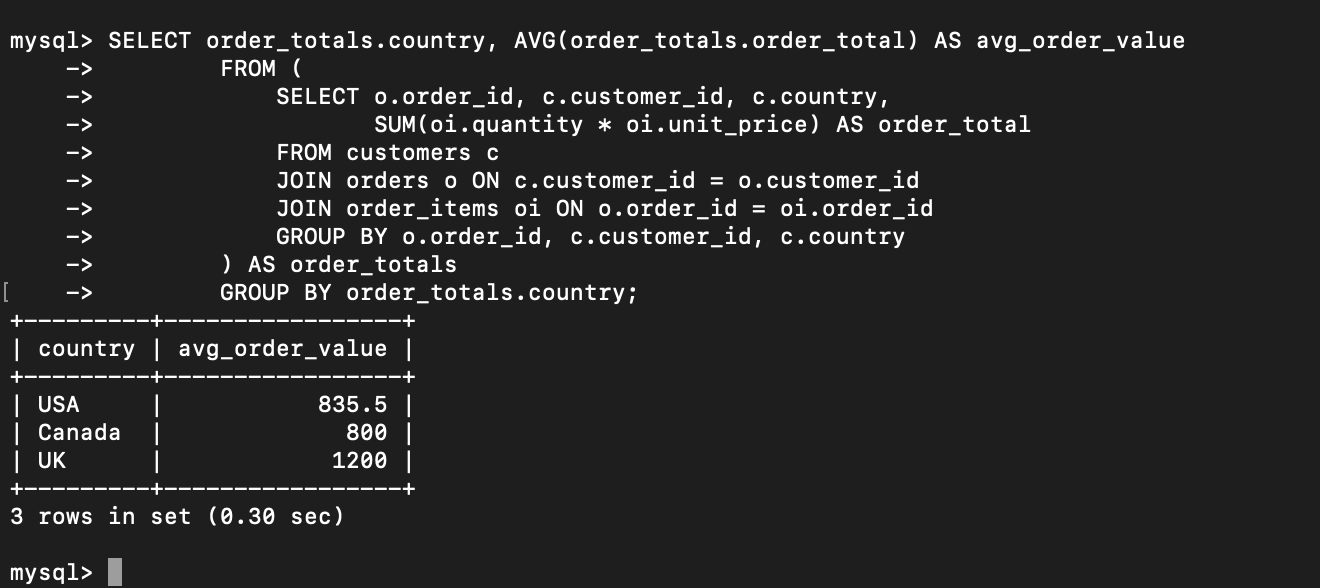 mysql> SELECT order_totals.country, AVG(order_totals.order_total) AS avg_order_value
    ->         FROM (
    ->             SELECT o.order_id, c.customer_id, c.country,
    ->                    SUM(oi.quantity * oi.unit_price) AS order_total
    ->             FROM customers c
    ->             JOIN orders o ON c.customer_id = o.customer_id
    ->             JOIN order_items oi ON o.order_id = oi.order_id
    ->             GROUP BY o.order_id, c.customer_id, c.country
    ->         ) AS order_totals
[    ->         GROUP BY order_totals.country;
+---------+-----------------+
| country | avg_order_value |
+---------+-----------------+
| USA     |           835.5 |
| Canada  |             800 |
| UK      |            1200 |
+---------+-----------------+
3 rows in set (0.30 sec)
mysql>